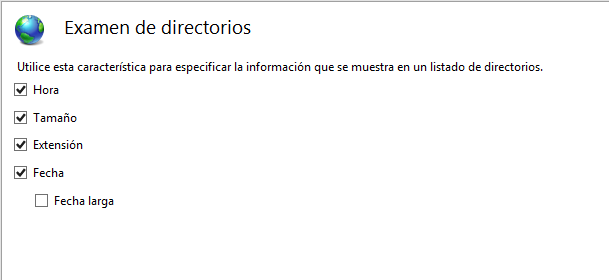 Examen de directorios
Utilice esta característica para especificar la información que se muestra en un listado de directorios.
Hora
Tamaño
Extensión
Fecha
Fecha larga